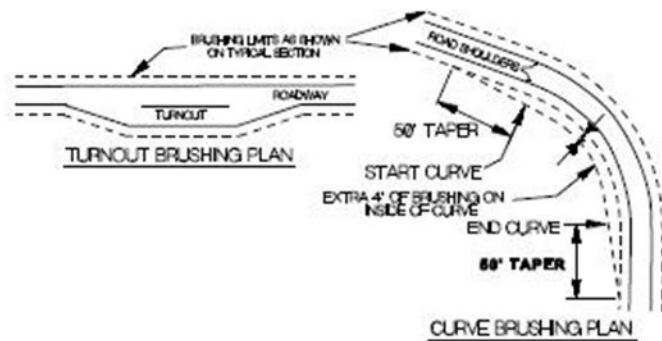 BRUSHING LIMITS AS SHOWN
ON TYPICAL SECTION
ROADWAY
TURNOUT
TURNOUT BRUSHING PLAN
ROAD SHOULDERS
50' TAPER
START CURVE
EXTRA 4' OF BRUSHING ON
INSIDE OF CURVE
END CURVE
50' TAPER
CURVE BRUSHING PLAN